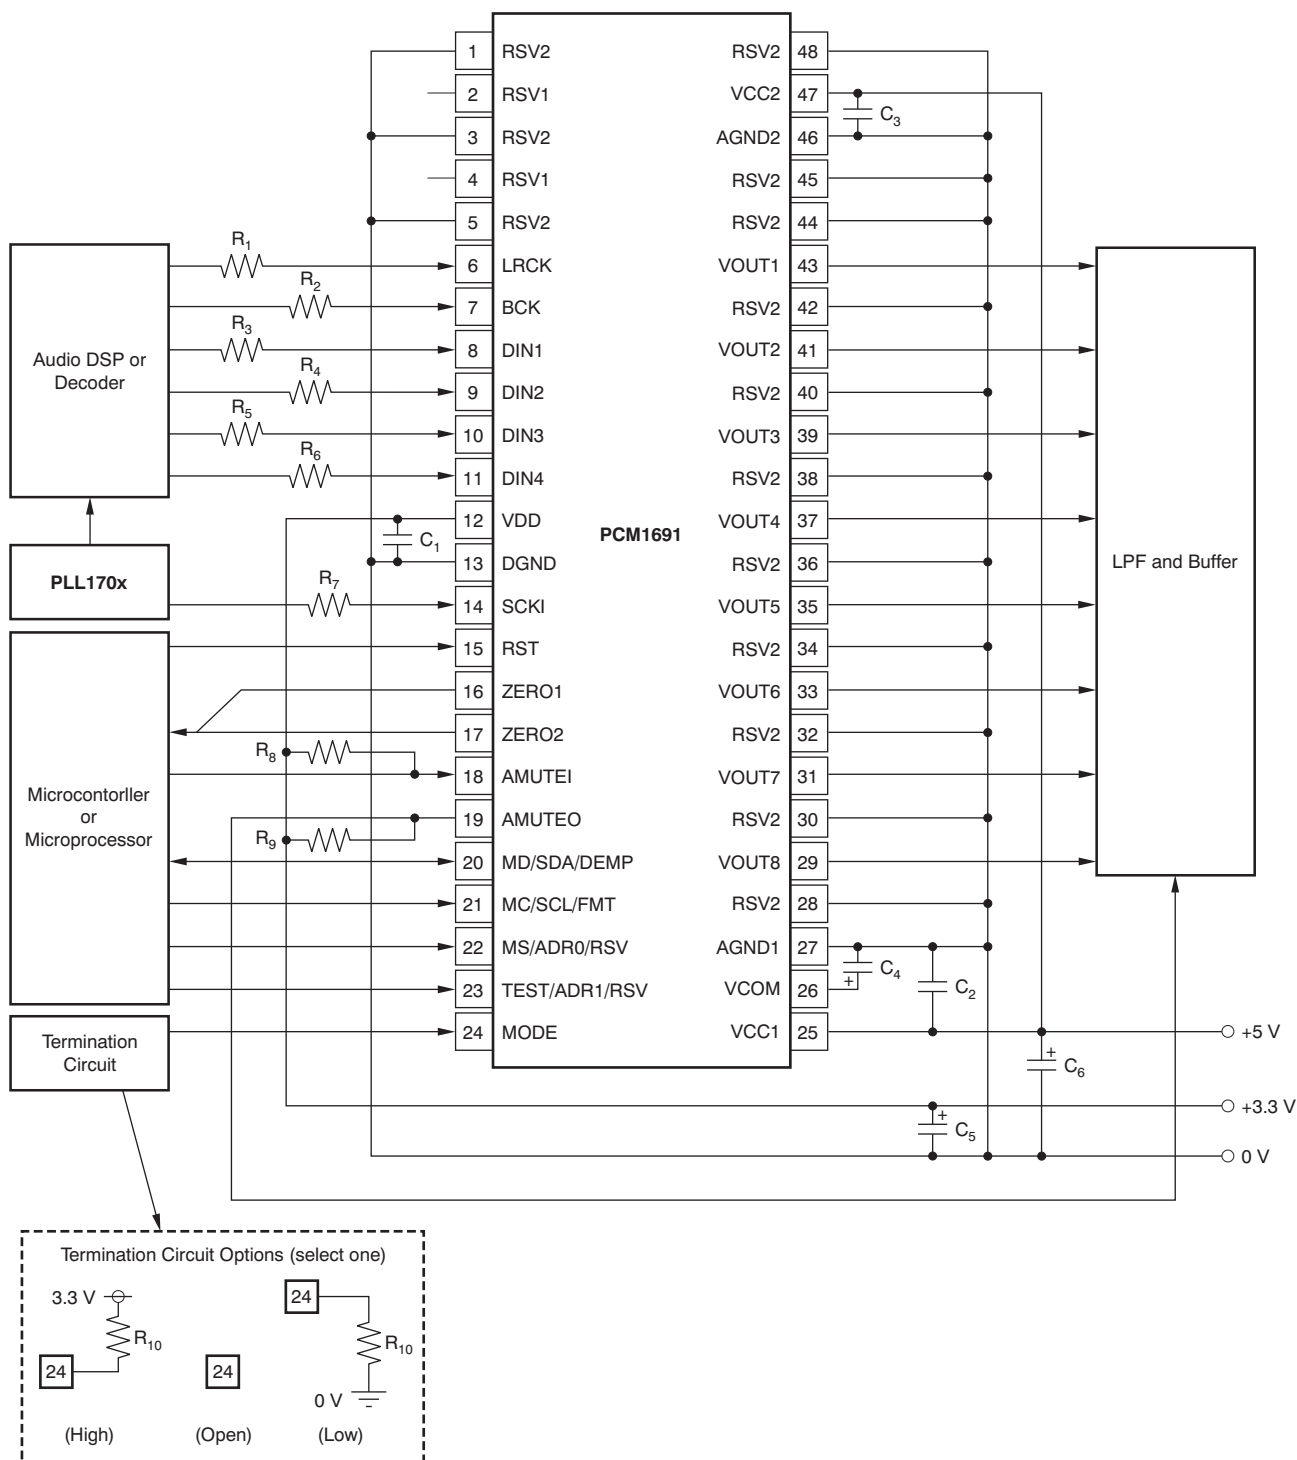 1 RSV2 RSV2 48
2 RSV1 VCC2 47
C3
3 RSV2 AGND2 46
4 RSV1 RSV2 45
5 RSV2 RSV2 44
R1
6 LRCK VOUT1 43
R2
7 BCK RSV2 42
R3
8 DIN1 VOUT2 41
Audio DSP or
Decoder
R4
9 DIN2 RSV2 40
R5
10 DIN3 VOUT3 39
R6
11 DIN4 RSV2 38
12 VDD VOUT4 37
C1
PCM1691
13 DGND RSV2 36
LPF and Buffer
PLL170x
R7
14 SCKI VOUT5 35
15 RST RSV2 34
16 ZERO1 VOUT6 33
17 ZERO2 RSV2 32
R8
18 AMUTEI VOUT7 31
Microcontorller
or
Microprocessor
19 AMUTEO RSV2 30
R9
20 MD/SDA/DEMP VOUT8 29
21 MC/SCL/FMT RSV2 28
22 MS/ADR0/RSV AGND1 27
C4
+
C2
23 TEST/ADR1/RSV VCOM 26
24 MODE VCC1 25
+5 V
Termination
Circuit
+
C6
+3.3 V
+
C5
0 V
Termination Circuit Options (select one)
3.3 V
R10
24
(High)
24
(Open)
24
R10
0 V
(Low)